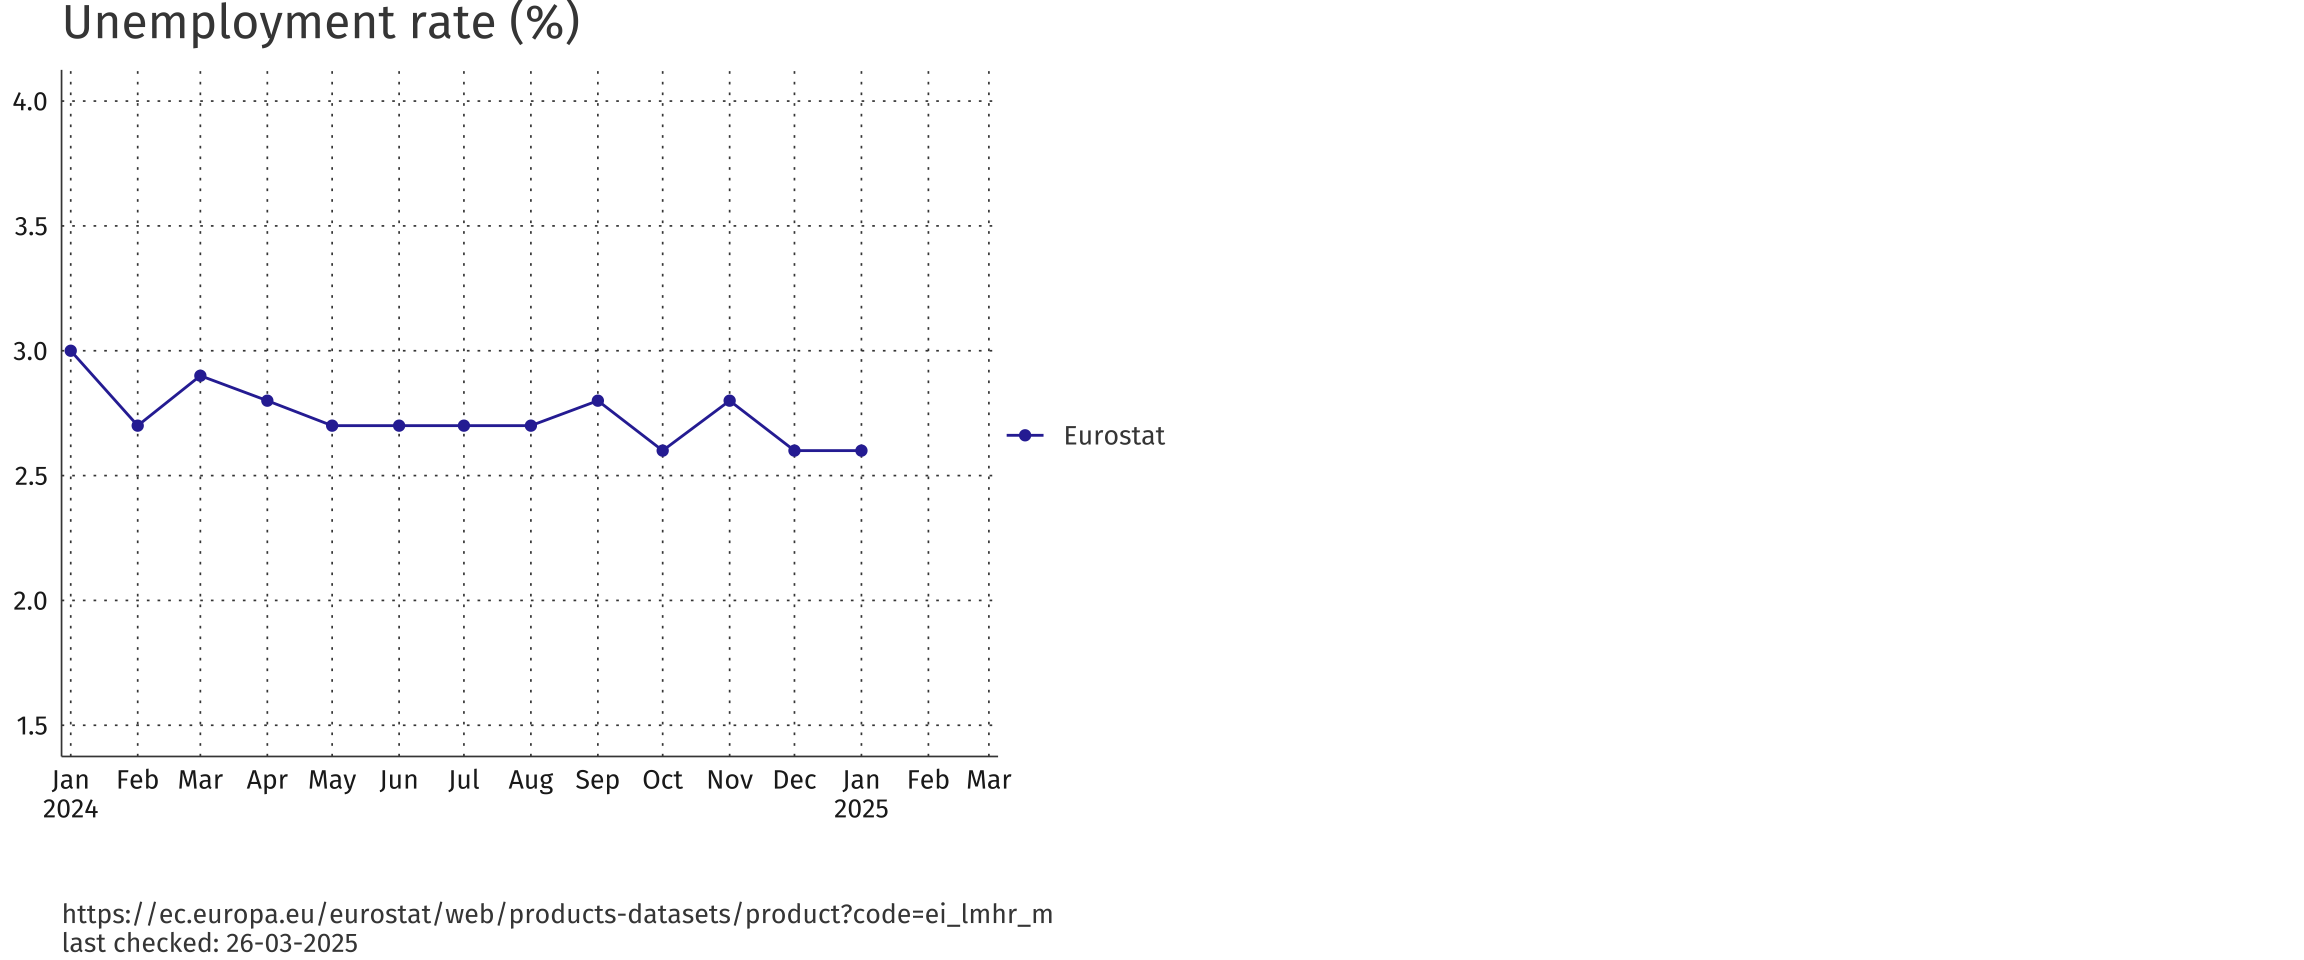 Unemployment rate (%)
4.0
3.5
3.0
2.5
2.0
1.5
Jan Feb Mar Apr May Jun Jul Aug Sep Oct Nov Dec Jan Feb Mar
2024 2025
Eurostat
https://ec.europa.eu/eurostat/web/products-datasets/product?code=ei_lmhr_m
last checked: 26-03-2025